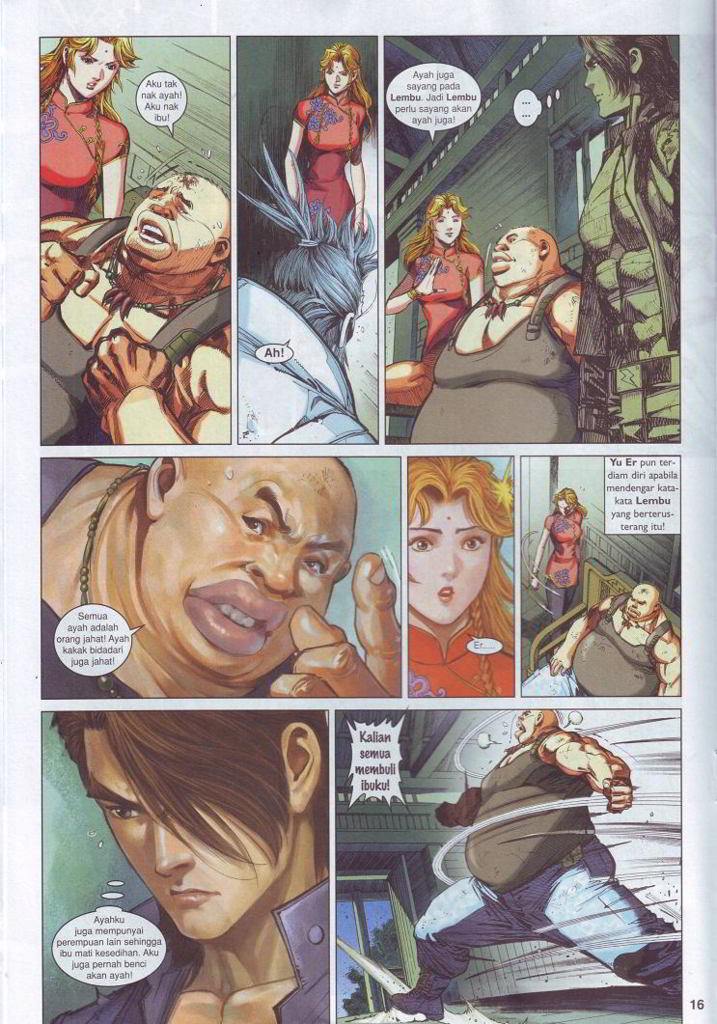 Aku tak
nak ayah!
Aku nak
ibu!
Ah!
Ayah juga
sayang pada
Lembu. Jadi Lembu
perlu sayang akan
ayah juga!
...
...
Semua
ayah adalah
orang jahat! Ayah
kakak bidadari
juga jahat!
Er....
Yu Er pun ter-
diam diri apabila
mendengar kata-
kata Lembu
yang berterus-
terang itu!
Ayahku
juga mempunyai
perempuan lain sehingga
ibu mati kesedihan. Aku
juga pernah benci
akan ayah!
Kalian
semua
membuli
ibuku!
16